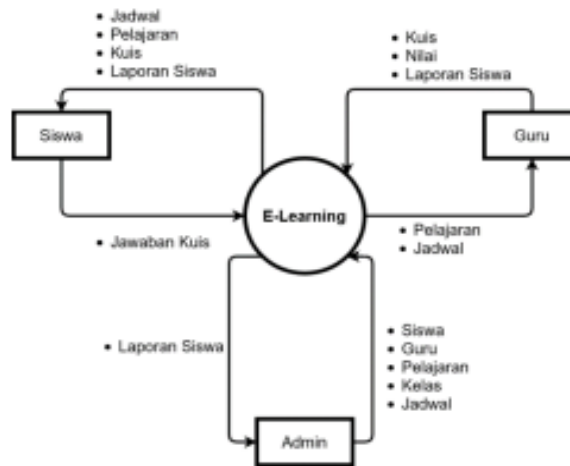 • Jadwal
• Pelajaran
• Kuis
• Laporan Siswa
• Kuis
• Nilai
• Laporan Siswa
Siswa
Guru
E-Learning
• Jawaban Kuis
• Pelajaran
• Jadwal
• Laporan Siswa
• Siswa
• Guru
• Pelajaran
• Kelas
• Jadwal
Admin